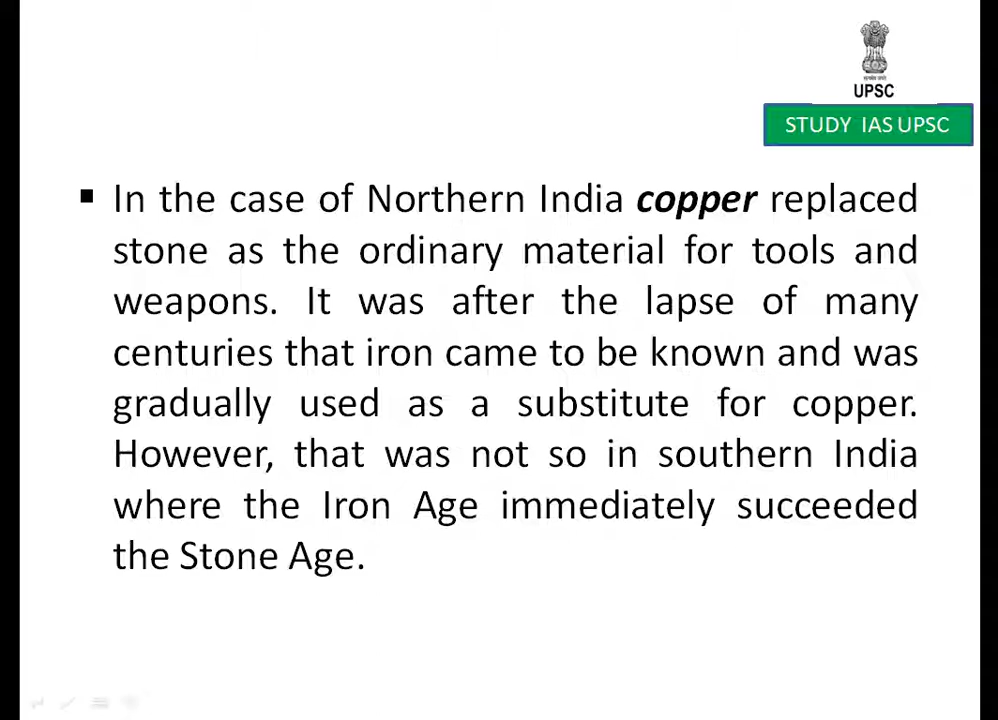 UPSC
STUDY IAS UPSC
▪ In the case of Northern India copper replaced
stone as the ordinary material for tools and
weapons. It was after the lapse of many
centuries that iron came to be known and was
gradually used as a substitute for copper.
However, that was not so in southern India
where the Iron Age immediately succeeded
the Stone Age.